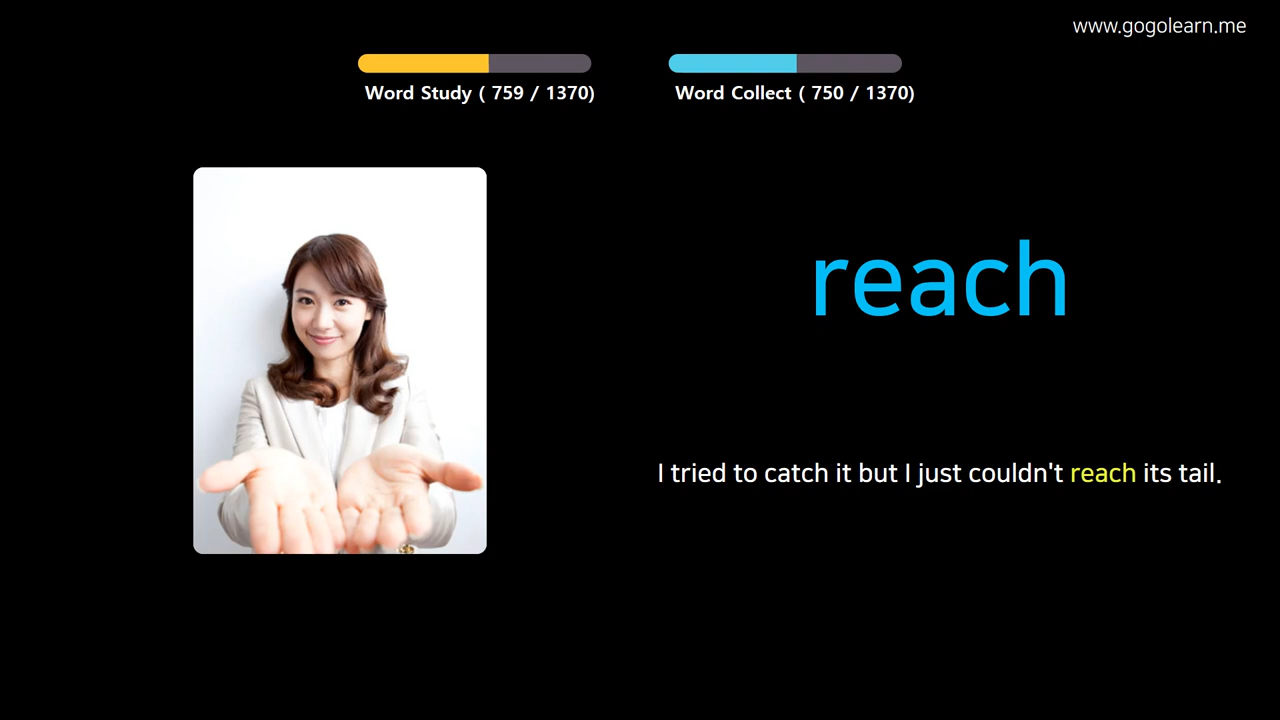 www.gogolearn.me
Word Study ( 759 / 1370)
Word Collect ( 750 / 1370)
reach
I tried to catch it but I just couldn't reach its tail.